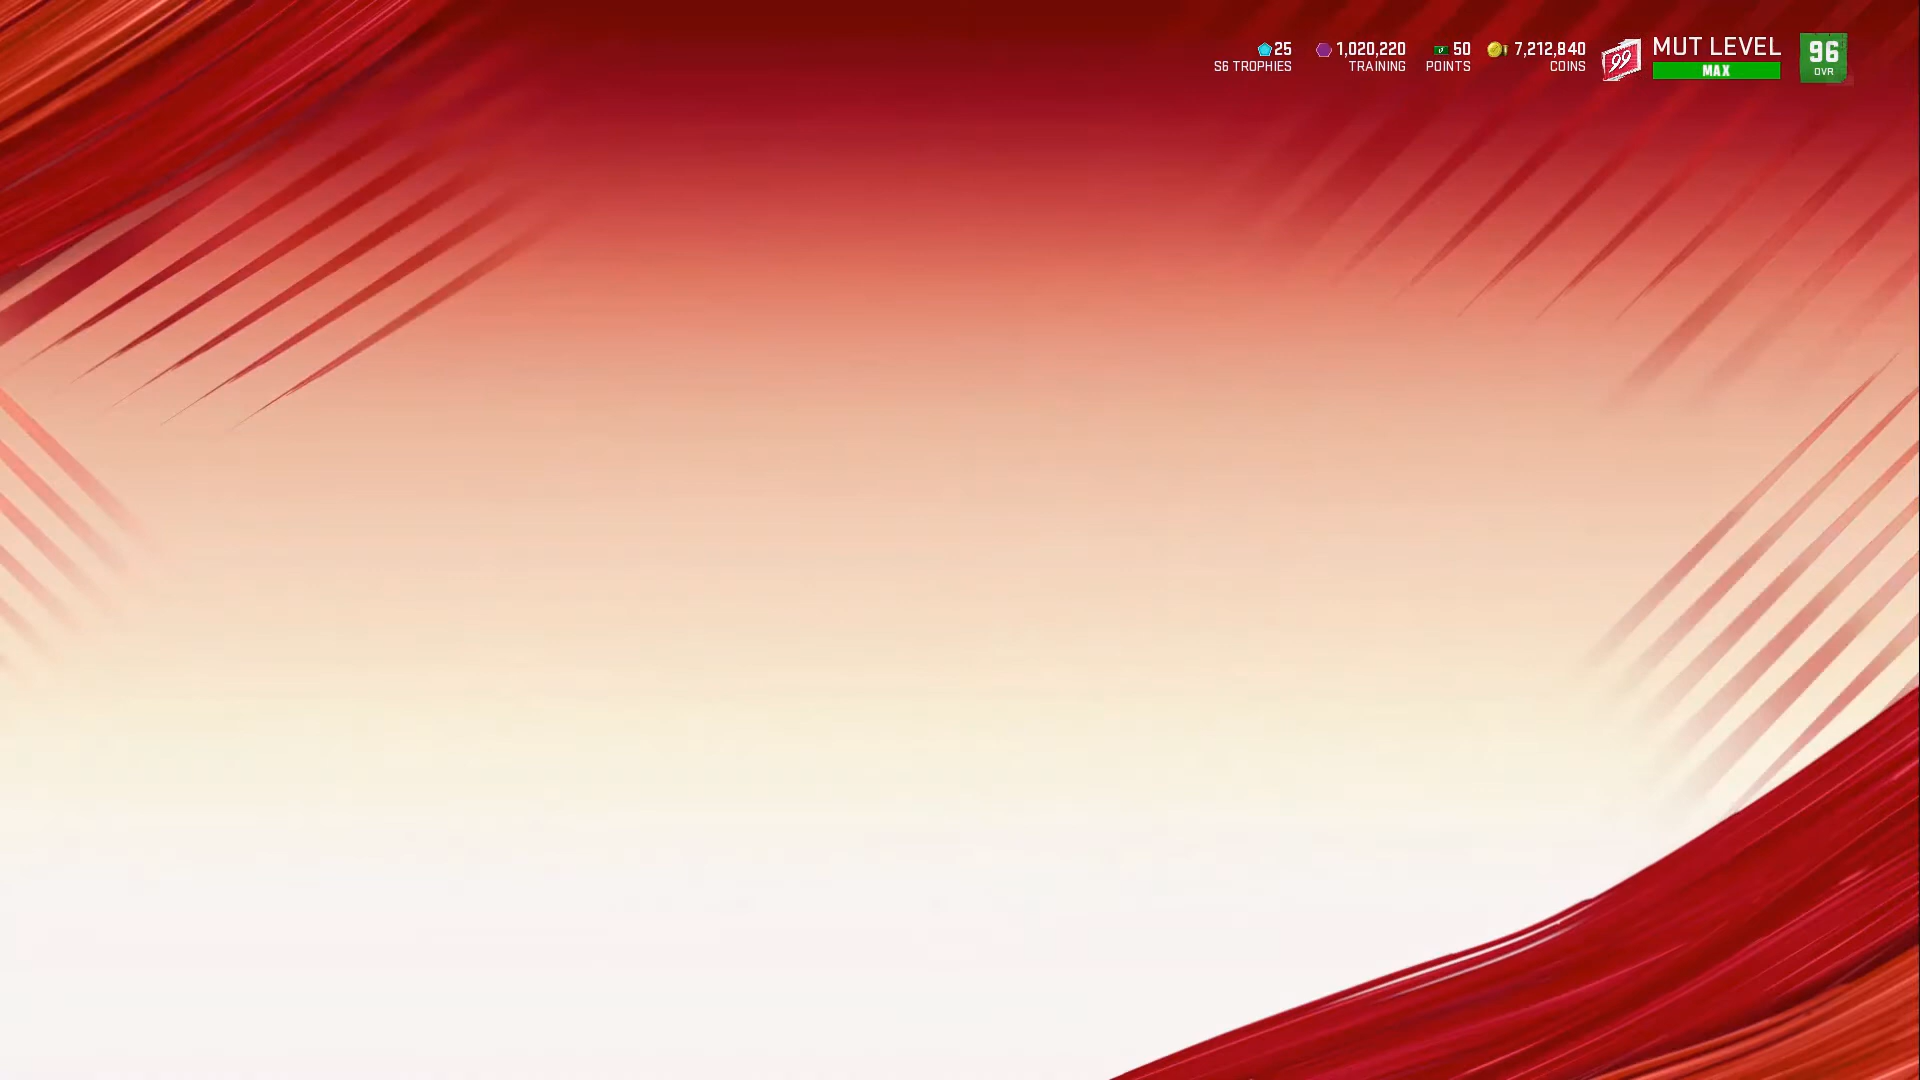 25
S6 TROPHIES
1,020,220
TRAINING
50
POINTS
7,212,840
COINS
99
MUT LEVEL
MAX
96
OVR